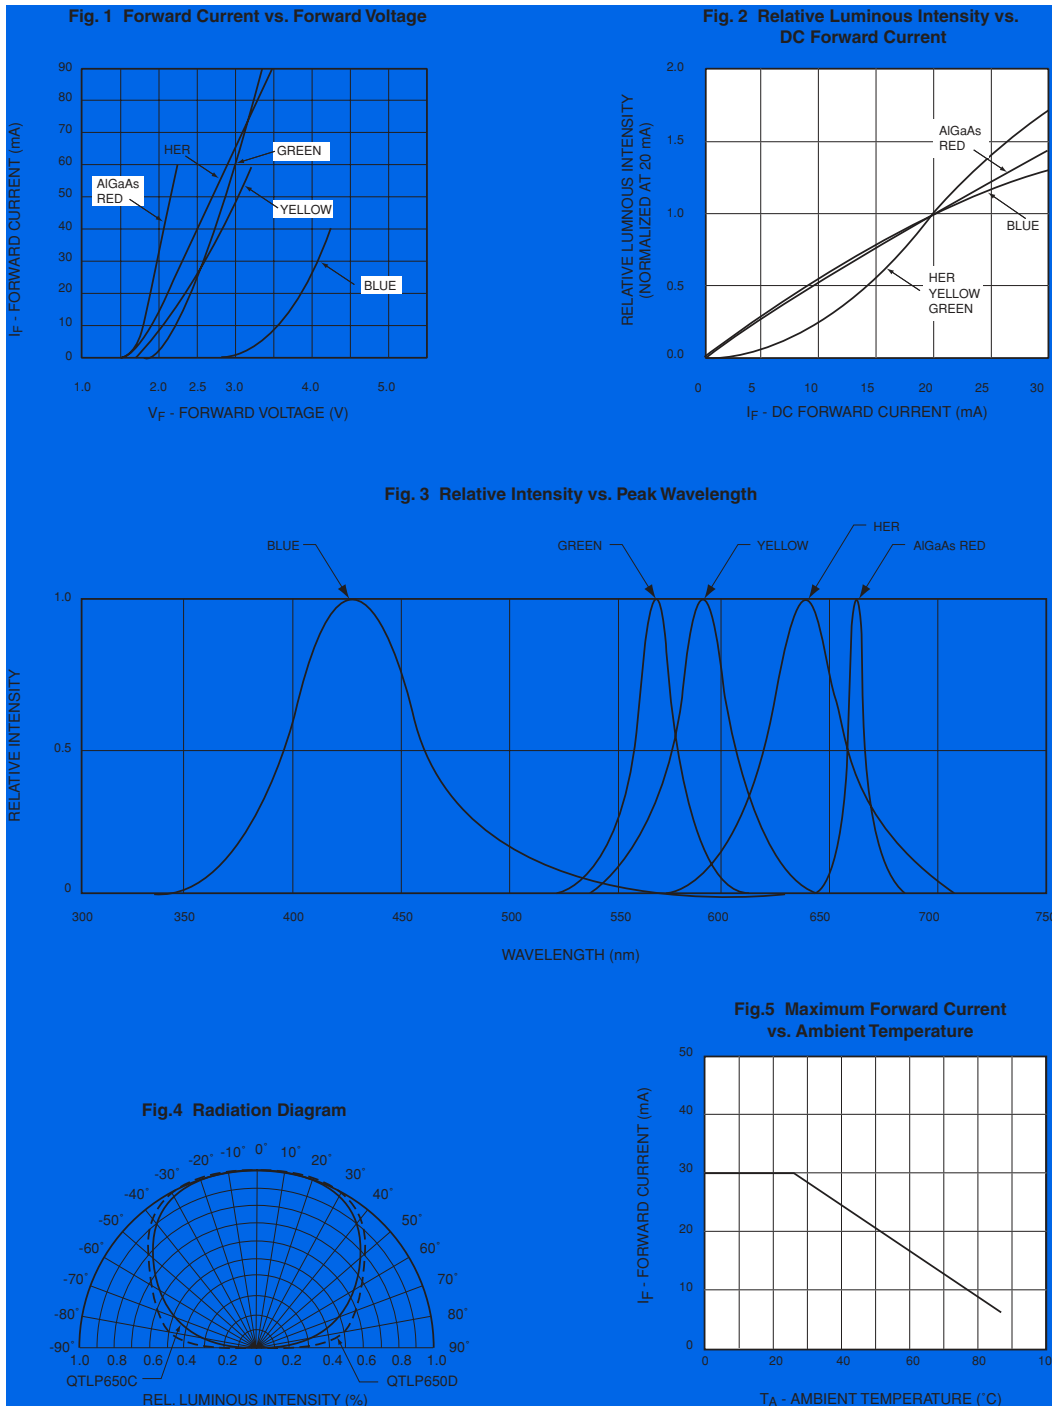 Fig. 1 Forward Current vs. Forward Voltage
90
80
70
60
50
40
30
20
10
0
IF - FORWARD CURRENT (mA)
HER
GREEN
AlGaAs
RED
YELLOW
BLUE
1.0 2.0 2.5 3.0 4.0 5.0
VF - FORWARD VOLTAGE (V)
Fig. 2 Relative Luminous Intensity vs.
DC Forward Current
2.0
1.5
1.0
0.5
0.0
RELATIVE LUMINOUS INTENSITY
(NORMALIZED AT 20 mA)
AlGaAs
RED
BLUE
HER
YELLOW
GREEN
0 5 10 15 20 25 30
IF - DC FORWARD CURRENT (mA)
Fig. 3 Relative Intensity vs. Peak Wavelength
BLUE
GREEN
YELLOW
HER
AlGaAs RED
1.0
0.5
0
RELATIVE INTENSITY
300 350 400 450 500 550 600 650 700 750
WAVELENGTH (nm)
Fig.4 Radiation Diagram
-90˚ -80˚ -70˚ -60˚ -50˚ -40˚ -30˚ -20˚ -10˚ 0˚ 10˚ 20˚ 30˚ 40˚ 50˚ 60˚ 70˚ 80˚ 90˚
1.0 0.8 0.6 0.4 0.2 0 0.2 0.4 0.6 0.8 1.0
QTLP650C
QTLP650D
REL. LUMINOUS INTENSITY (%)
Fig.5 Maximum Forward Current
vs. Ambient Temperature
50
40
30
20
10
0
IF - FORWARD CURRENT (mA)
0 20 40 60 80 100
TA - AMBIENT TEMPERATURE (˚C)